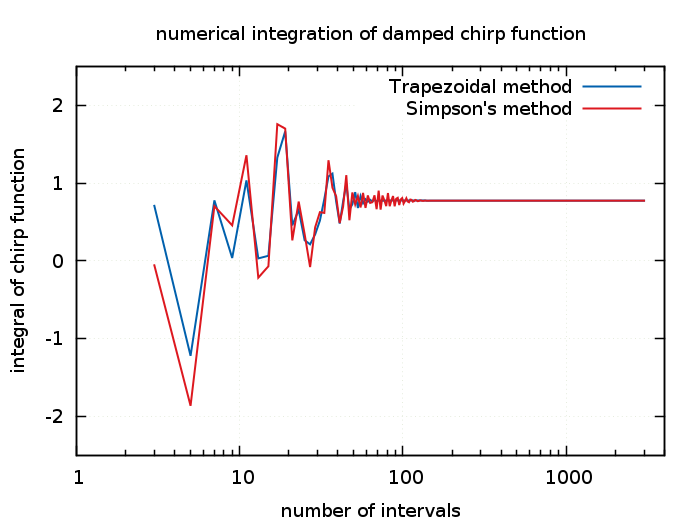 numerical integration of damped chirp function
Trapezoidal method
Simpson's method
integral of chirp function
2
1
0
-1
-2
1 10 100 1000
number of intervals